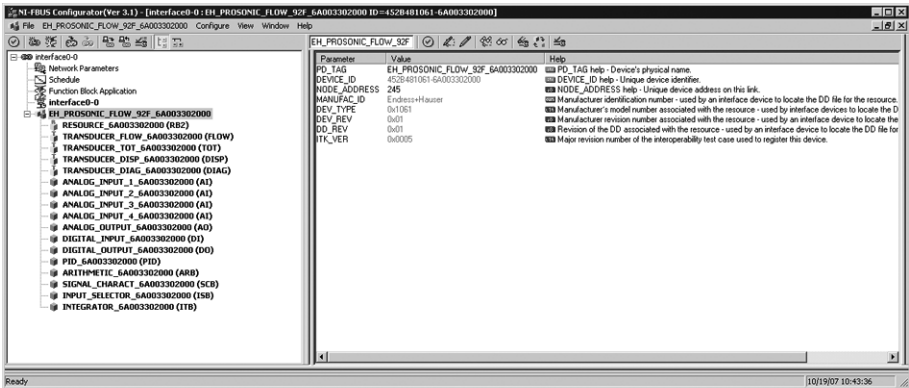 NI-FBUS Configurator(Ver 3.1) - [interface0-0 : EH_PROSONIC_FLOW_92F_6A003302000 ID=452B481061-6A003302000]
File EH_PROSONIC_FLOW_92F_6A003302000 Configure View Window Help
EH_PROSONIC_FLOW_92F
interface0-0
Network Parameters
Schedule
Function Block Application
interface0-0
EH_PROSONIC_FLOW_92F_6A003302000
RESOURCE_6A003302000 (RB2)
TRANSDUCER_FLOW_6A003302000 (FLOW)
TRANSDUCER_TOT_6A003302000 (TOT)
TRANSDUCER_DISP_6A003302000 (DISP)
TRANSDUCER_DIAG_6A003302000 (DIAG)
ANALOG_INPUT_1_6A003302000 (AI)
ANALOG_INPUT_2_6A003302000 (AI)
ANALOG_INPUT_3_6A003302000 (AI)
ANALOG_INPUT_4_6A003302000 (AI)
ANALOG_OUTPUT_6A003302000 (AO)
DIGITAL_INPUT_6A003302000 (DI)
DIGITAL_OUTPUT_6A003302000 (DO)
PID_6A003302000 (PID)
ARITHMETIC_6A003302000 (ARB)
SIGNAL_CHARACT_6A003302000 (SCB)
INPUT_SELECTOR_6A003302000 (ISB)
INTEGRATOR_6A003302000 (ITB)
Parameter Value Help
PD_TAG EH_PROSONIC_FLOW_92F_6A003302000 PD_TAG help - Device's physical name.
DEVICE_ID 452B481061-6A003302000 DEVICE_ID help - Unique device identifier.
NODE_ADDRESS 245 NODE_ADDRESS help - Unique device address on this link.
MANUFAC_ID Endress+Hauser Manufacturer identification number - used by an interface device to locate the DD file for the resource.
DEV_TYPE 0x1061 Manufacturer's model number associated with the resource - used by interface devices to locate the D
DEV_REV 0x01 Manufacturer revision number associated with the resource - used by an interface device to locate the
DD_REV 0x01 Revision of the DD associated with the resource - used by an interface device to locate the DD file for
ITK_VER 0x0005 Major revision number of the interoperability test case used to register this device.
Ready 10/19/07 10:43:36